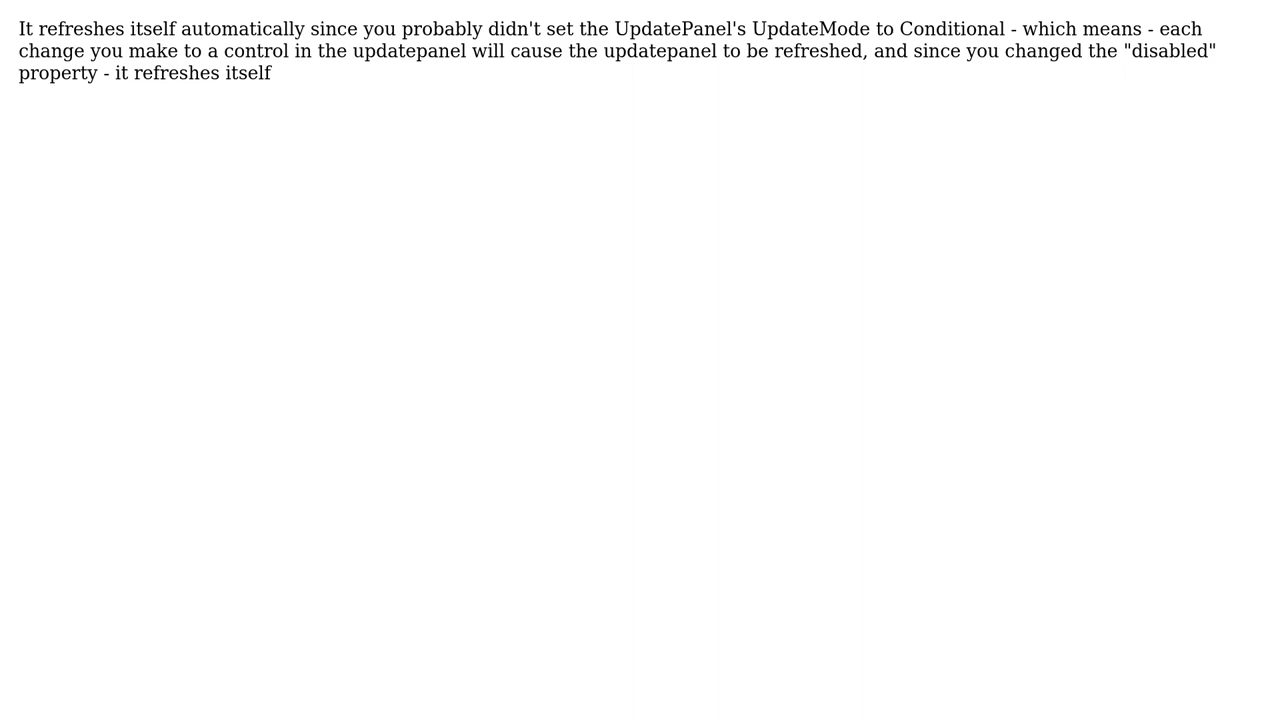 It refreshes itself automatically since you probably didn't set the UpdatePanel's UpdateMode to Conditional - which means - each
change you make to a control in the updatepanel will cause the updatepanel to be refreshed, and since you changed the "disabled"
property - it refreshes itself